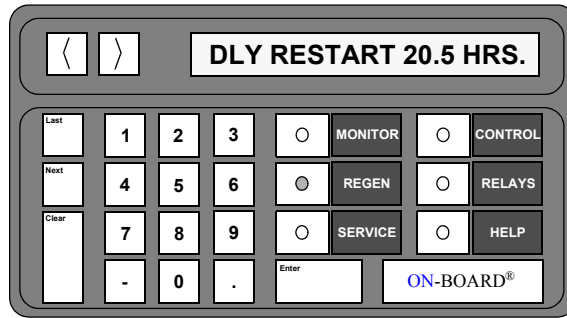 〈 〉 DLY RESTART 20.5 HRS.
Last 1 2 3 MONITOR CONTROL
Next 4 5 6 REGEN RELAYS
Clear 7 8 9 SERVICE HELP
- 0 . Enter ON-BOARD®